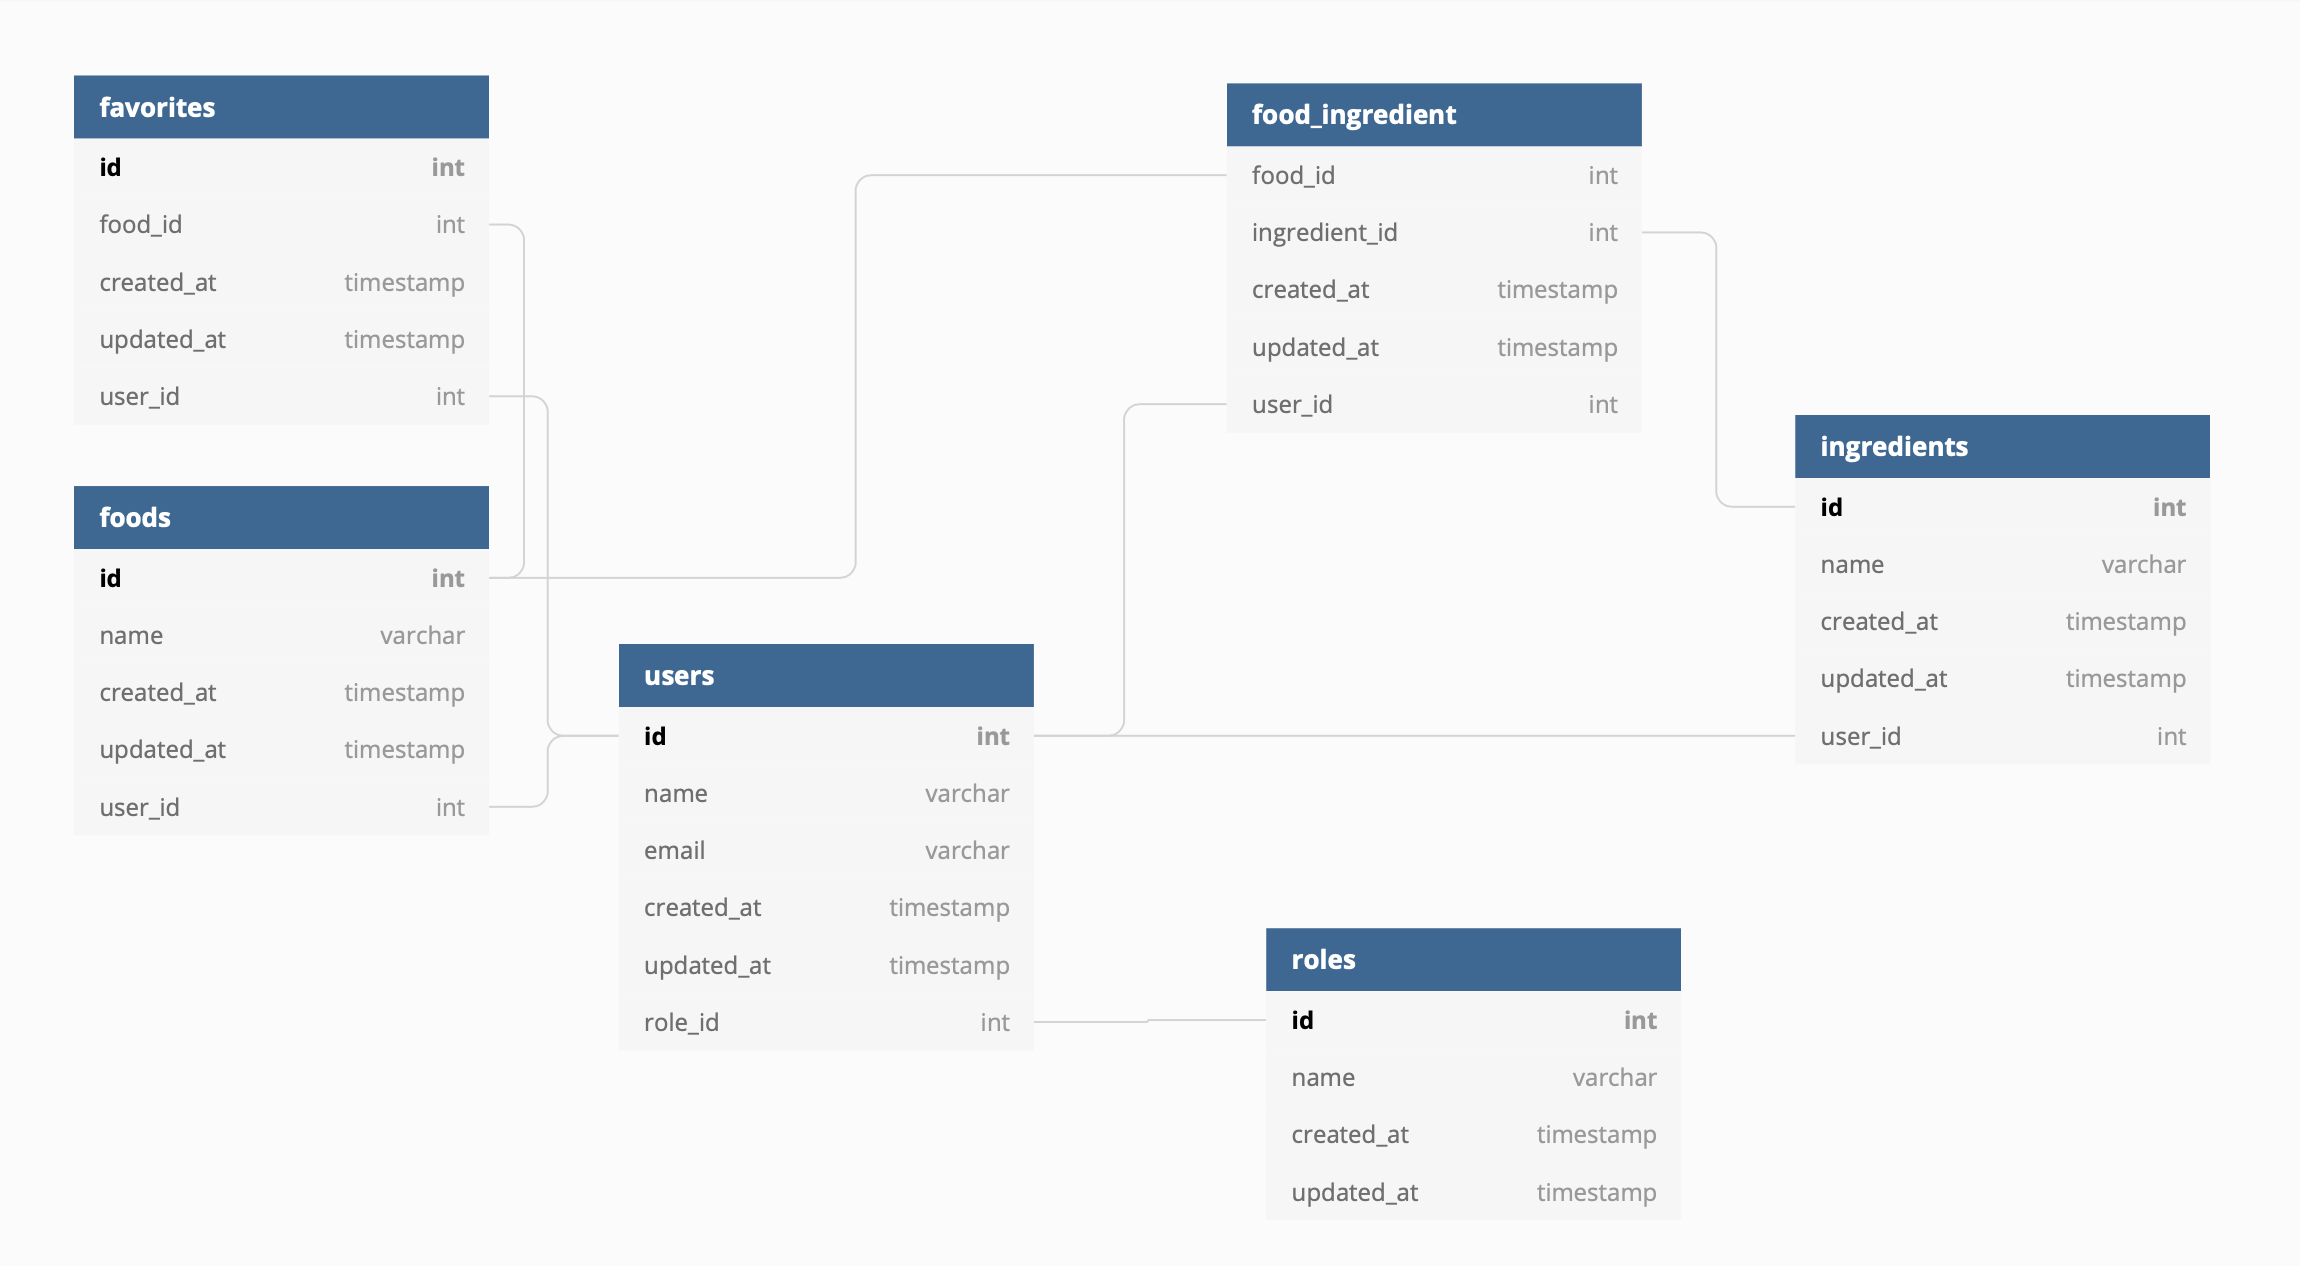 favorites
id int
food_id int
created_at timestamp
updated_at timestamp
user_id int
foods
id int
name varchar
created_at timestamp
updated_at timestamp
user_id int
users
id int
name varchar
email varchar
created_at timestamp
updated_at timestamp
role_id int
food_ingredient
food_id int
ingredient_id int
created_at timestamp
updated_at timestamp
user_id int
ingredients
id int
name varchar
created_at timestamp
updated_at timestamp
user_id int
roles
id int
name varchar
created_at timestamp
updated_at timestamp